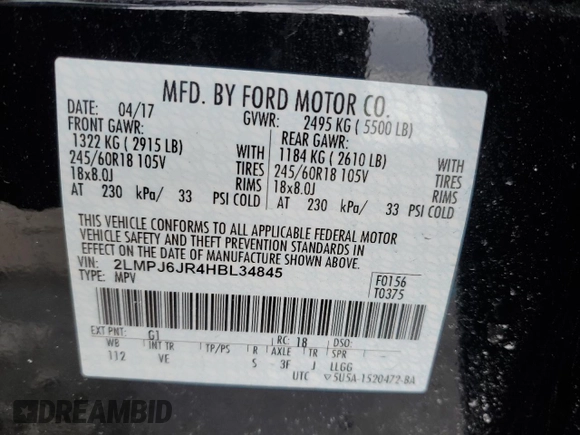 MFD. BY FORD MOTOR CO.
DATE: 04/17 GVWR: 2495 KG ( 5500 LB)
FRONT GAWR: REAR GAWR:
1322 KG ( 2915 LB) WITH 1184 KG ( 2610 LB) WITH
245/60R18 105V TIRES 245/60R18 105V TIRES
18x8.0J RIMS 18x8.0J RIMS
AT 230 kPa/ 33 PSI COLD AT 230 kPa/ 33 PSI COLD
THIS VEHICLE CONFORMS TO ALL APPLICABLE FEDERAL MOTOR
VEHICLE SAFETY AND THEFT PREVENTION STANDARDS IN
EFFECT ON THE DATE OF MANUFACTURE SHOWN ABOVE.
VIN: 2LMPJ6JR4HBL34845
TYPE: MPV
F0156
T0375
EXT PNT: G1 RC: 18 DSO:
WB INT TR TP/PS R AXLE TR SPR
112 VE S 3F J LLGG
UTC 5U5A-1520472-BA
DREAMBID